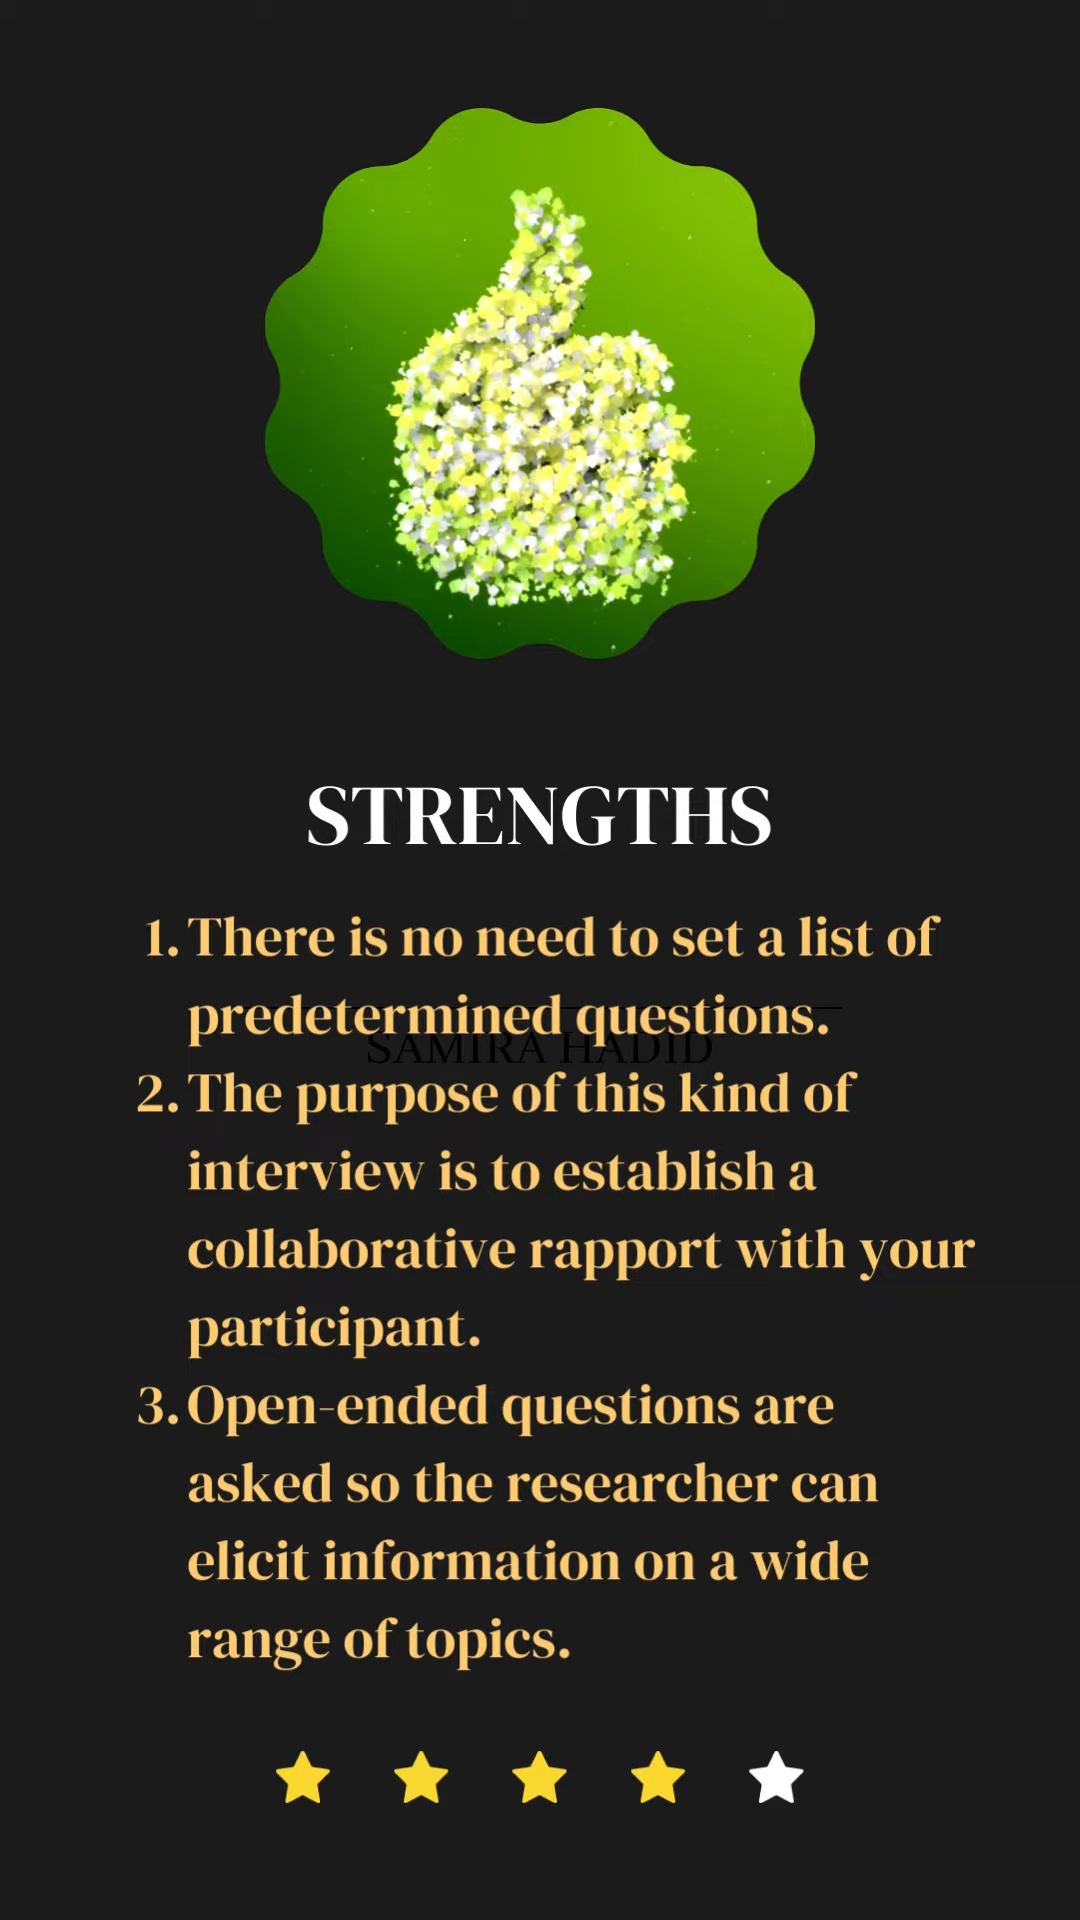 STRENGTHS
1. There is no need to set a list of
predetermined questions.
SAMIRA HADID
2. The purpose of this kind of
interview is to establish a
collaborative rapport with your
participant.
3. Open-ended questions are
asked so the researcher can
elicit information on a wide
range of topics.